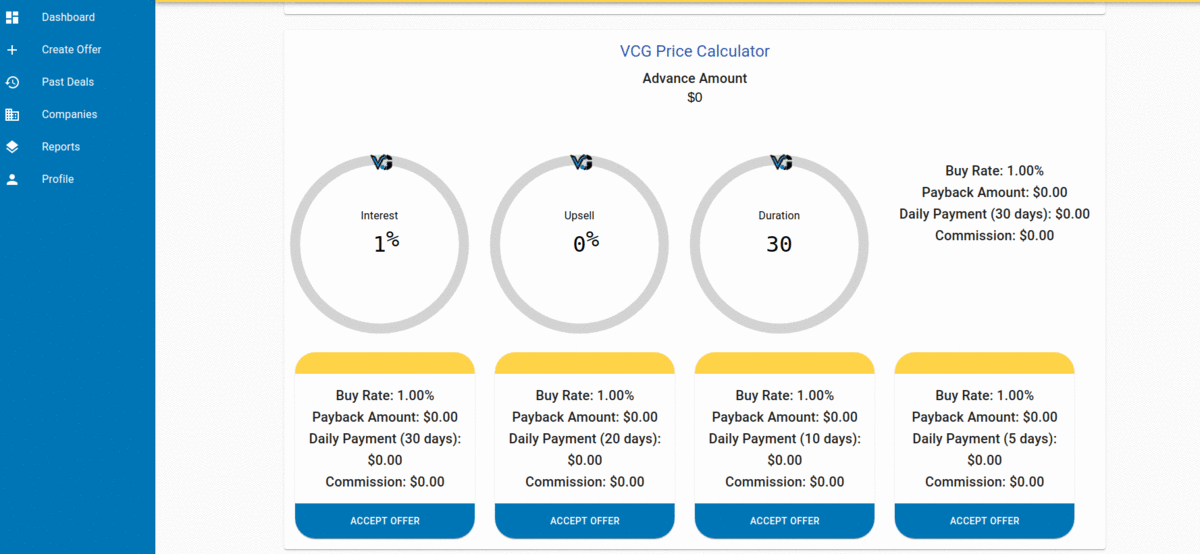 Dashboard
Create Offer
Past Deals
Companies
Reports
Profile
VCG Price Calculator
Advance Amount
$0
VG
Interest
1%
VG
Upsell
0%
VG
Duration
30
Buy Rate: 1.00%
Payback Amount: $0.00
Daily Payment (30 days): $0.00
Commission: $0.00
Buy Rate: 1.00%
Payback Amount: $0.00
Daily Payment (30 days):
$0.00
Commission: $0.00
ACCEPT OFFER
Buy Rate: 1.00%
Payback Amount: $0.00
Daily Payment (20 days):
$0.00
Commission: $0.00
ACCEPT OFFER
Buy Rate: 1.00%
Payback Amount: $0.00
Daily Payment (10 days):
$0.00
Commission: $0.00
ACCEPT OFFER
Buy Rate: 1.00%
Payback Amount: $0.00
Daily Payment (5 days):
$0.00
Commission: $0.00
ACCEPT OFFER